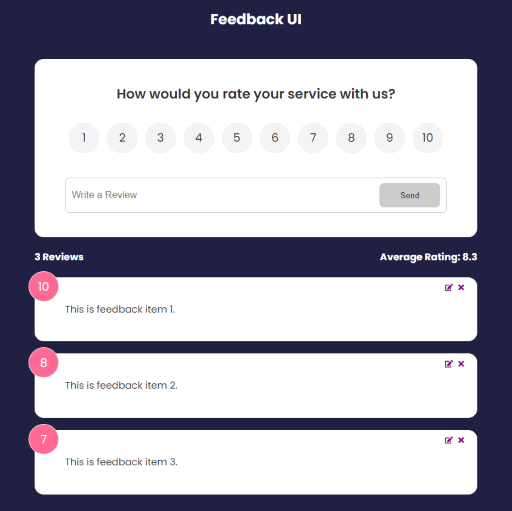 Feedback UI
How would you rate your service with us?
1 2 3 4 5 6 7 8 9 10
Write a Review Send
3 Reviews Average Rating: 8.3
10
This is feedback item 1.
8
This is feedback item 2.
7
This is feedback item 3.